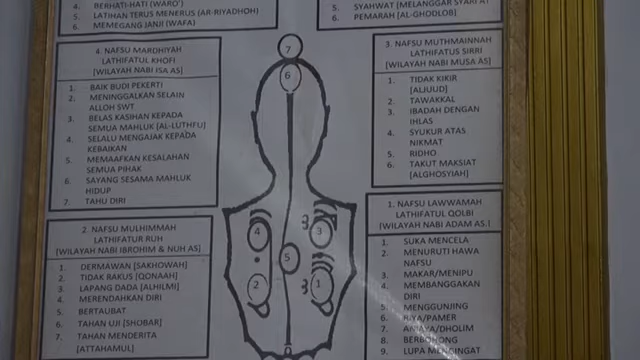 4. BERHATI-HATI (WARO')
5. LATIHAN TERUS MENERUS (AR-RIYADHOH)
6. MEMEGANG JANJI (WAFA)
5. SYAHWAT (MELANGGAR SYARI'AT
6. PEMARAH [AL-GHODLOB]
4. NAFSU MARDHIYAH
LATHIFATUL KHOFI
[WILAYAH NABI ISA AS]
1. BAIK BUDI PEKERTI
2. MENINGGALKAN SELAIN
ALLOH SWT
3. BELAS KASIHAN KEPADA
SEMUA MAHLUK [AL-LUTHFU]
4. SELALU MENGAJAK KEPADA
KEBAIKAN
5. MEMAAFKAN KESALAHAN
SEMUA PIHAK
6. SAYANG SESAMA MAHLUK
HIDUP
7. TAHU DIRI
3. NAFSU MUTHMAINNAH
LATHIFATUS SIRRI
[WILAYAH NABI MUSA AS]
1. TIDAK KIKIR
[ALJUUD]
2. TAWAKKAL
3. IBADAH DENGAN
IHLAS
4. SYUKUR ATAS
NIKMAT
5. RIDHO
6. TAKUT MAKSIAT
[ALGHOSYIAH]
2. NAFSU MULHIMMAH
LATHIFATUR RUH
[WILAYAH NABI IBROHIM & NUH AS]
1. DERMAWAN [SAKHOWAH]
2. TIDAK RAKUS [QONAAH]
3. LAPANG DADA [ALHILMI]
4. MERENDAHKAN DIRI
5. BERTAUBAT
6. TAHAN UJI [SHOBAR]
7. TAHAN MENDERITA
[ATTAHAMUL]
1. NAFSU LAWWAMAH
LATHIFATUL QOLBI
[WILAYAH NABI ADAM AS.]
1. SUKA MENCELA
2. MENURUTI HAWA
NAFSU
3. MAKAR/MENIPU
4. MEMBANGGAKAN
DIRI
5. MENGGUNJING
6. RIYA/PAMER
7. ANIAYA/DHOLIM
8. BERBOHONG
9. LUPA MENGINGAT
7
6
4
3
5
2
1